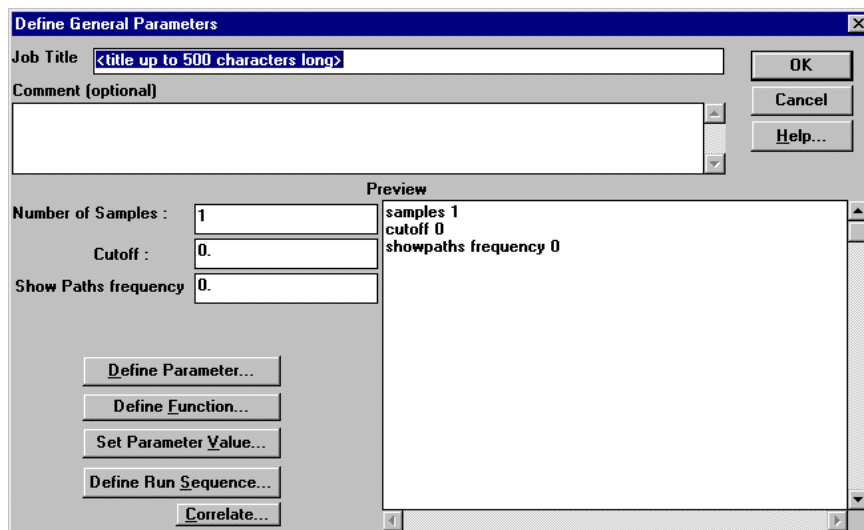 Define General Parameters
Job Title <title up to 500 characters long>
OK
Comment (optional)
Cancel
Help...
Preview
Number of Samples : 1
Cutoff : 0.
Show Paths frequency 0.
samples 1
cutoff 0
showpaths frequency 0
Define Parameter...
Define Function...
Set Parameter Value...
Define Run Sequence...
Correlate...